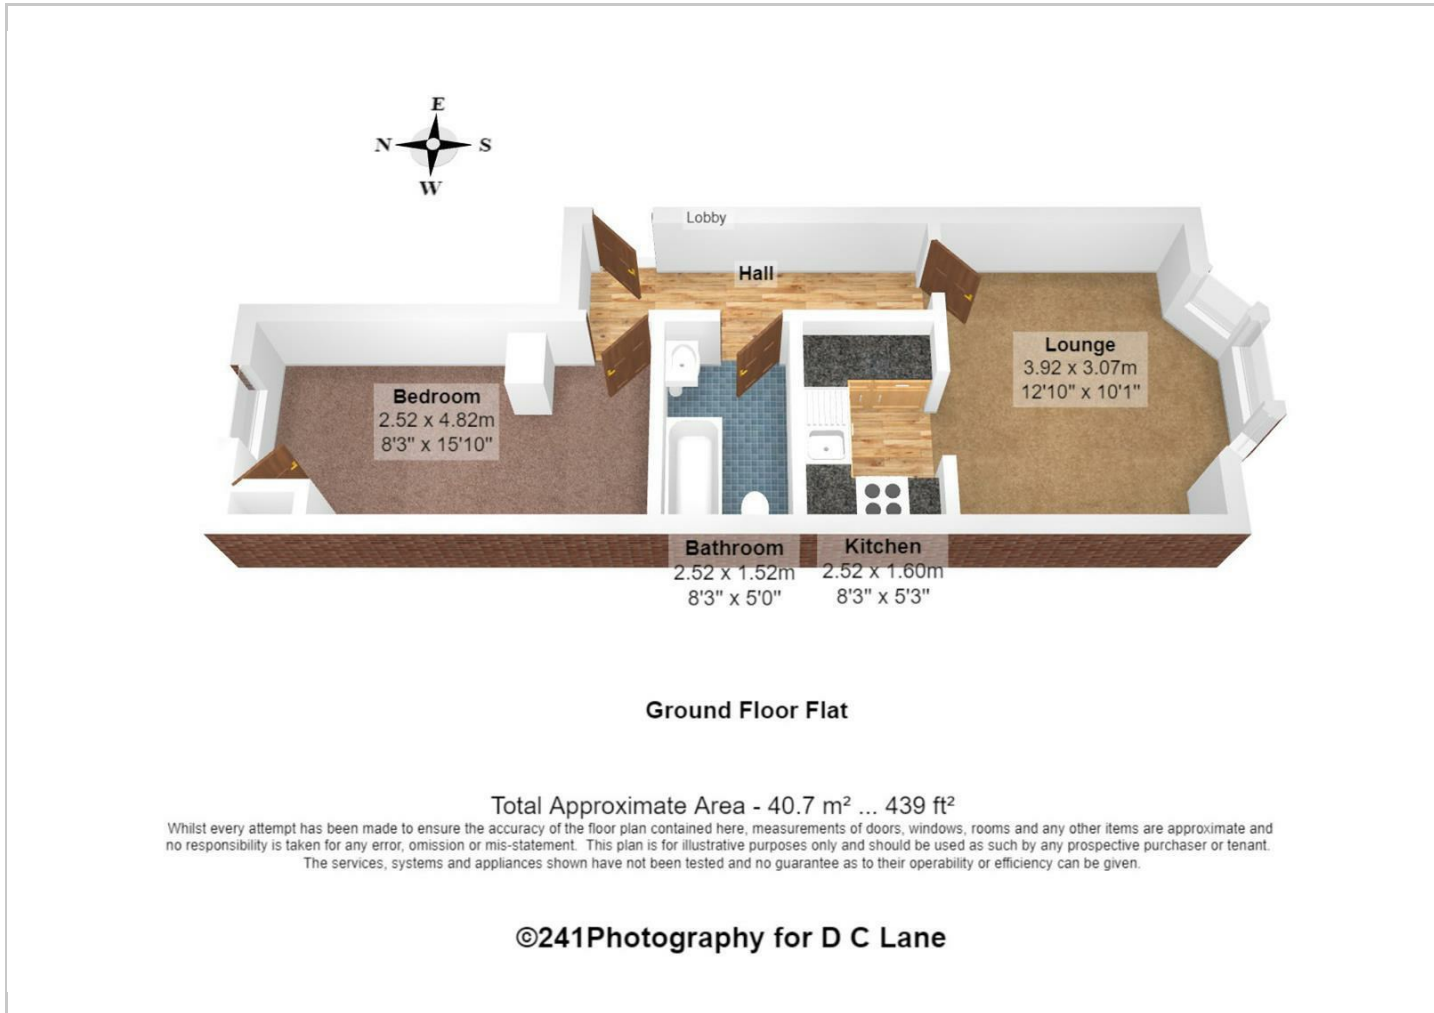 E
N S
W
Lobby
Hall
Lounge
3.92 x 3.07m
12'10" x 10'1"
Bedroom
2.52 x 4.82m
8'3" x 15'10"
Bathroom
2.52 x 1.52m
8'3" x 5'0"
Kitchen
2.52 x 1.60m
8'3" x 5'3"
Ground Floor Flat
Total Approximate Area - 40.7 m² ... 439 ft²
Whilst every attempt has been made to ensure the accuracy of the floor plan contained here, measurements of doors, windows, rooms and any other items are approximate and
no responsibility is taken for any error, omission or mis-statement. This plan is for illustrative purposes only and should be used as such by any prospective purchaser or tenant.
The services, systems and appliances shown have not been tested and no guarantee as to their operability or efficiency can be given.
©241Photography for D C Lane